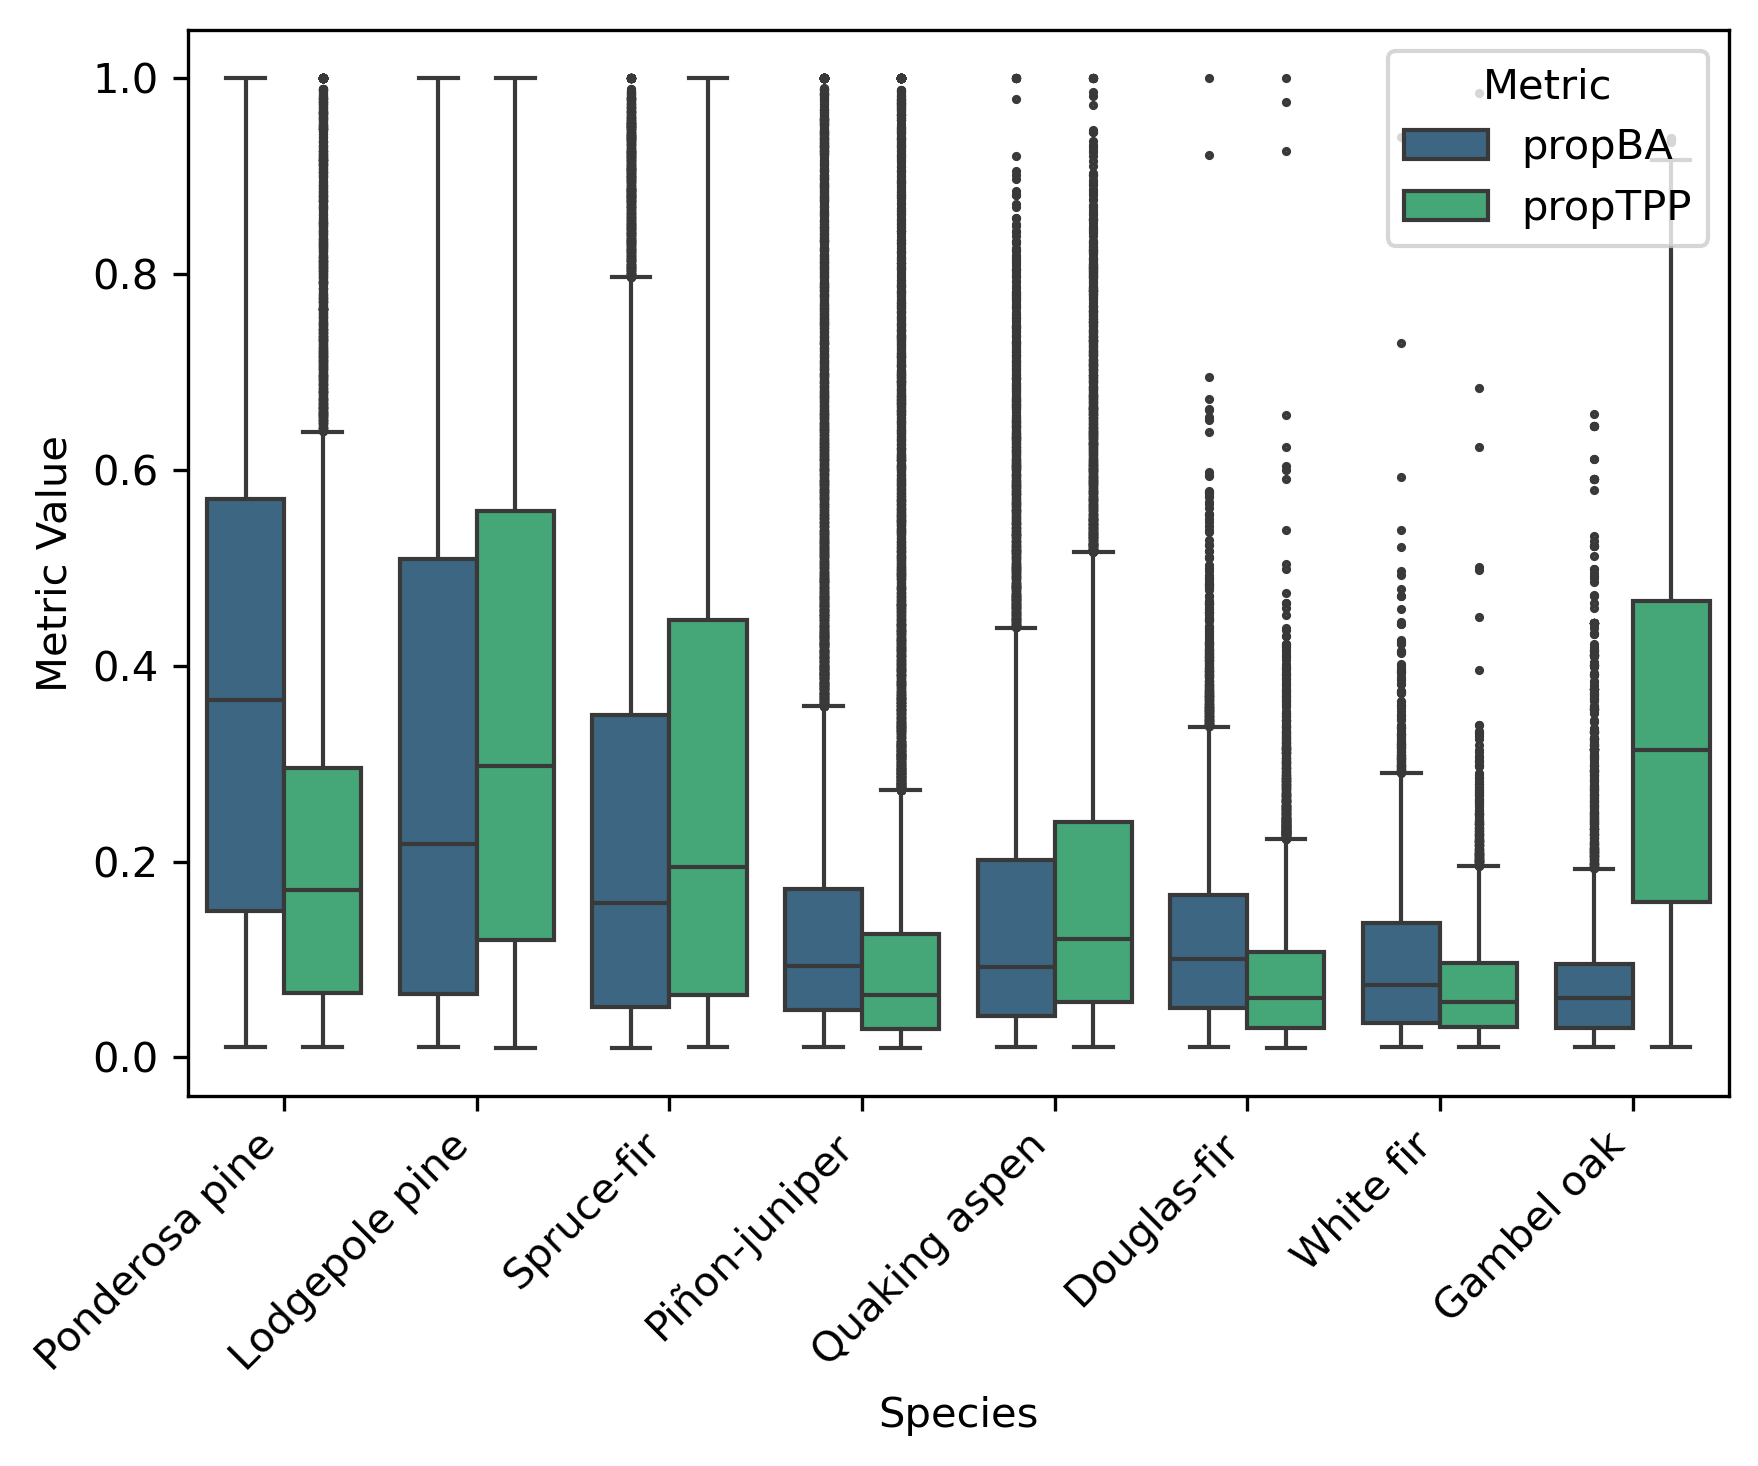 Metric
propBA
propTPP
Metric Value
1.0
0.8
0.6
0.4
0.2
0.0
Ponderosa pine
Lodgepole pine
Spruce-fir
Piñon-juniper
Quaking aspen
Douglas-fir
White fir
Gambel oak
Species